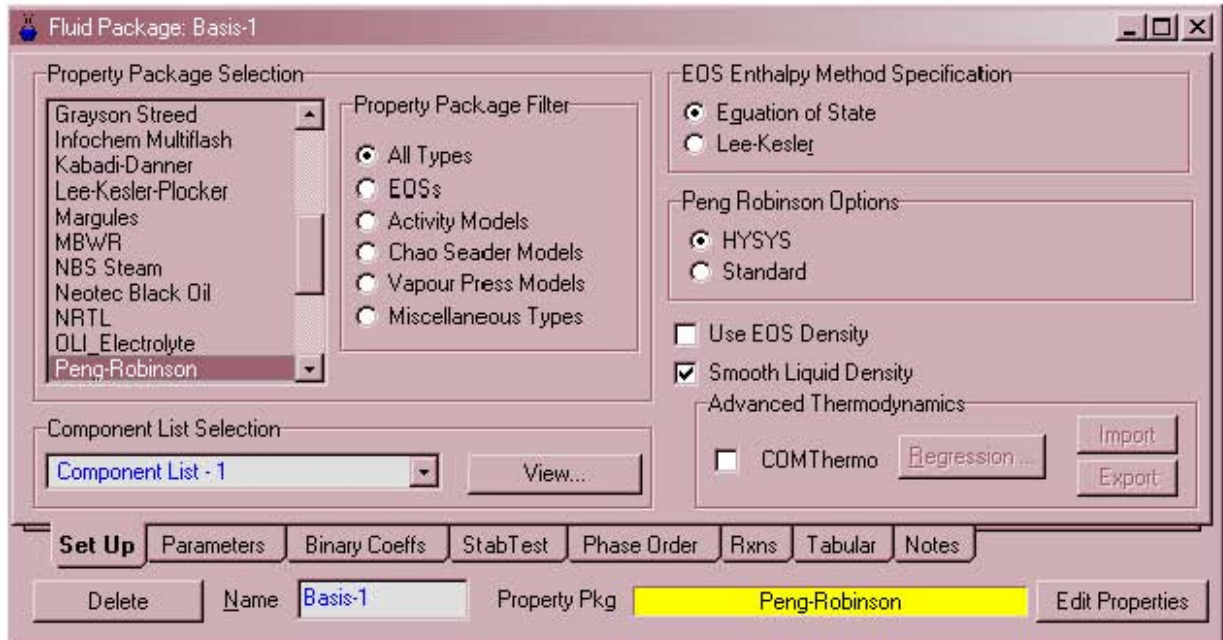 Fluid Package: Basis-1
Property Package Selection
Grayson Streed
Infochem Multiflash
Kabadi-Danner
Lee-Kesler-Plocker
Margules
MBWR
NBS Steam
Neotec Black Oil
NRTL
OLI_Electrolyte
Peng-Robinson
Property Package Filter
All Types
EOSs
Activity Models
Chao Seader Models
Vapour Press Models
Miscellaneous Types
Component List Selection
Component List - 1
View...
EOS Enthalpy Method Specification
Equation of State
Lee-Kesler
Peng Robinson Options
HYSYS
Standard
Use EOS Density
Smooth Liquid Density
Advanced Thermodynamics
COMThermo
Regression ...
Import
Export
Set Up Parameters Binary Coeffs StabTest Phase Order Rxns Tabular Notes
Delete Name Basis-1 Property Pkg Peng-Robinson Edit Properties